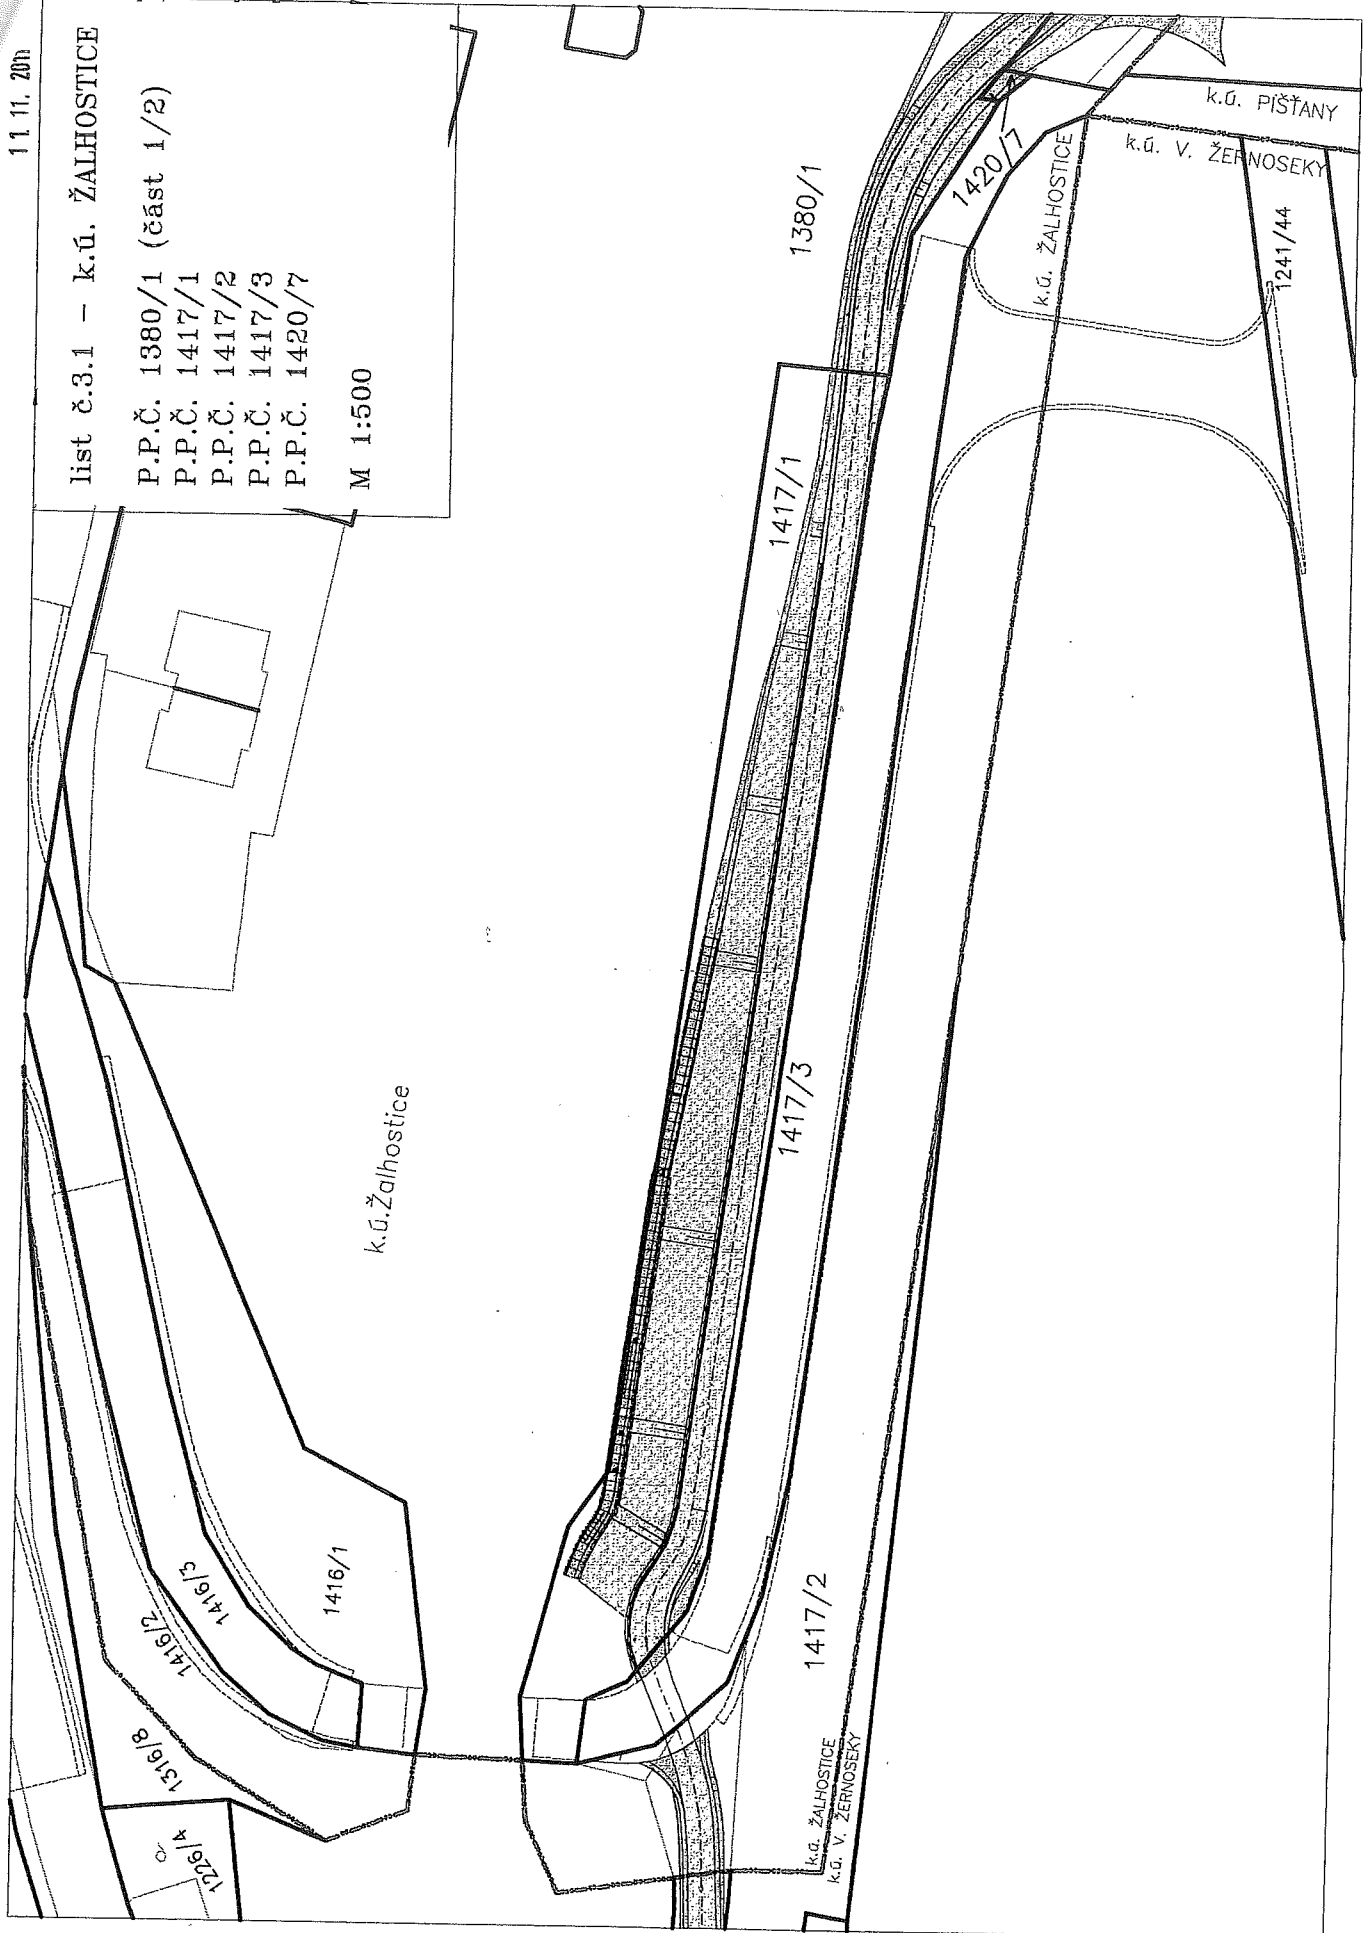 11. 11. 2011
list č.3.1 – k.ú. ŽALHOSTICE
P.P.Č. 1380/1 (část 1/2)
P.P.Č. 1417/1
P.P.Č. 1417/2
P.P.Č. 1417/3
P.P.Č. 1420/7
M 1:500
k.ú. PÍŠŤANY
k.ú. V. ŽERNOSEKY
k.ú. ŽALHOSTICE
1420/7
1380/1
1241/44
1417/1
1417/3
k.ú.Žalhostice
1416/1
1416/3
1416/2
1316/8
1226/4
1417/2
k.ú. ŽALHOSTICE
k.ú. V. ŽERNOSEKY